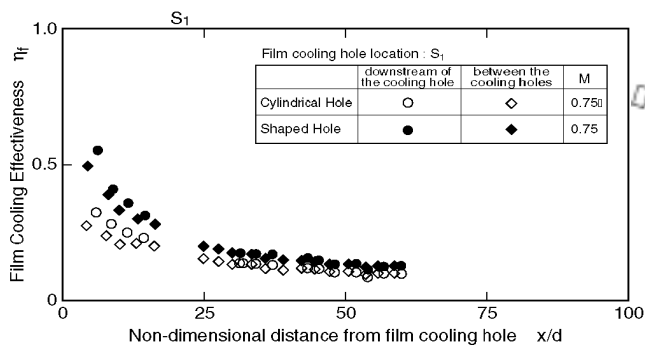 S1
Film Cooling Effectiveness ηf
1.0
0.5
0
Film cooling hole location : S1
downstream of the cooling hole
between the cooling holes
M
Cylindrical Hole ○ ◇ 0.75▯
Shaped Hole ● ◆ 0.75
0 25 50 75 100
Non-dimensional distance from film cooling hole x/d